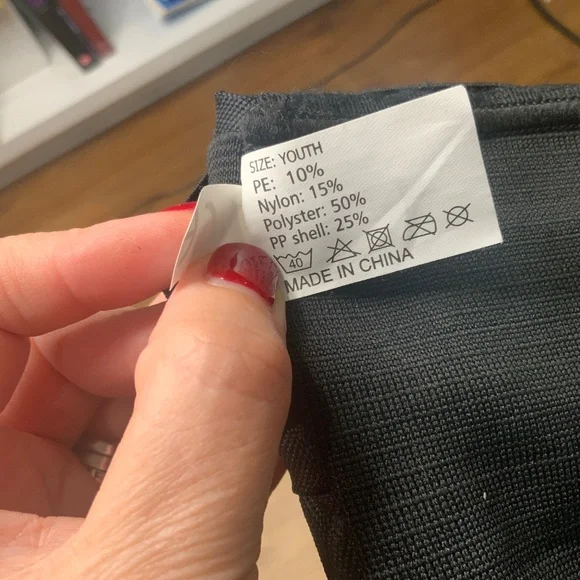 SIZE: YOUTH
PE: 10%
Nylon: 15%
Polyster: 50%
PP shell: 25%
40
MADE IN CHINA